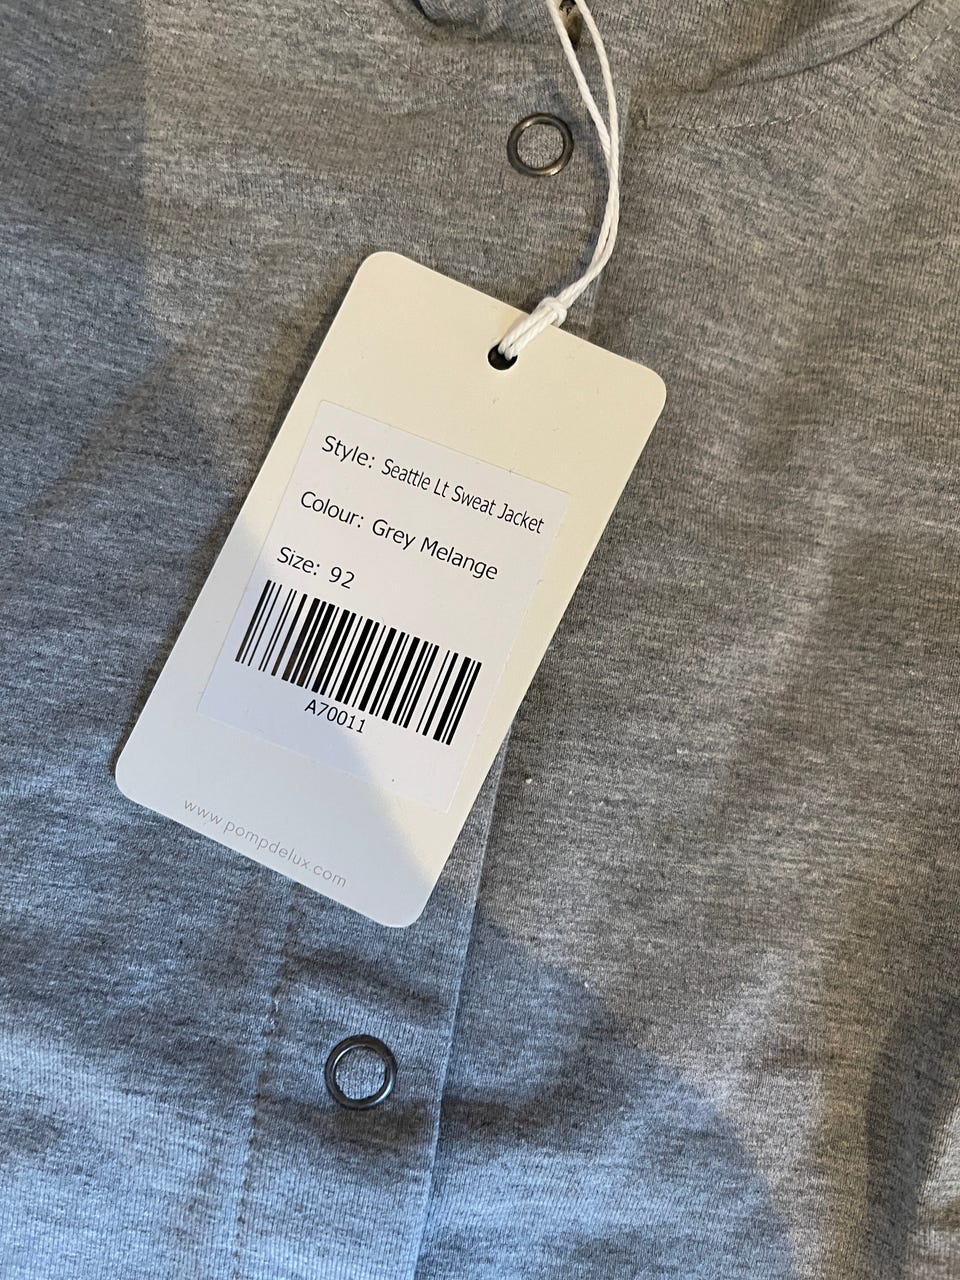 Style: Seattle Lt Sweat Jacket
Colour: Grey Melange
Size: 92
A70011
www.pompdelux.com